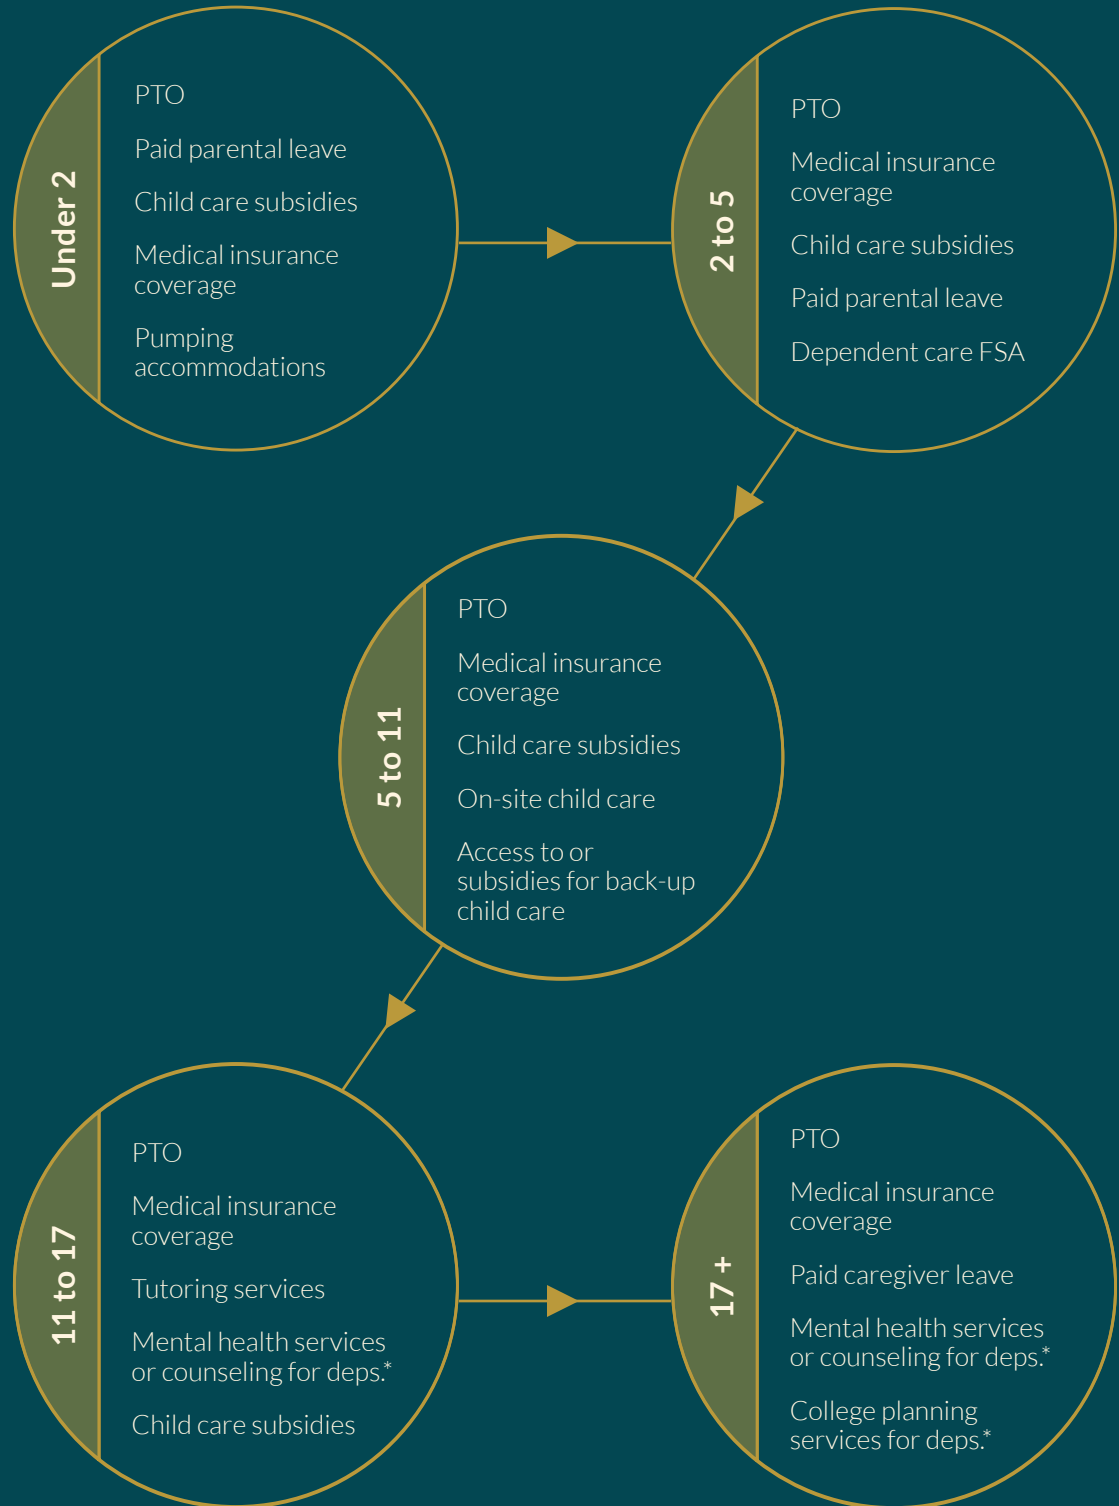 Under 2
PTO
Paid parental leave
Child care subsidies
Medical insurance
coverage
Pumping
accommodations
2 to 5
PTO
Medical insurance
coverage
Child care subsidies
Paid parental leave
Dependent care FSA
5 to 11
PTO
Medical insurance
coverage
Child care subsidies
On-site child care
Access to or
subsidies for back-up
child care
11 to 17
PTO
Medical insurance
coverage
Tutoring services
Mental health services
or counseling for deps.*
Child care subsidies
17 +
PTO
Medical insurance
coverage
Paid caregiver leave
Mental health services
or counseling for deps.*
College planning
services for deps.*